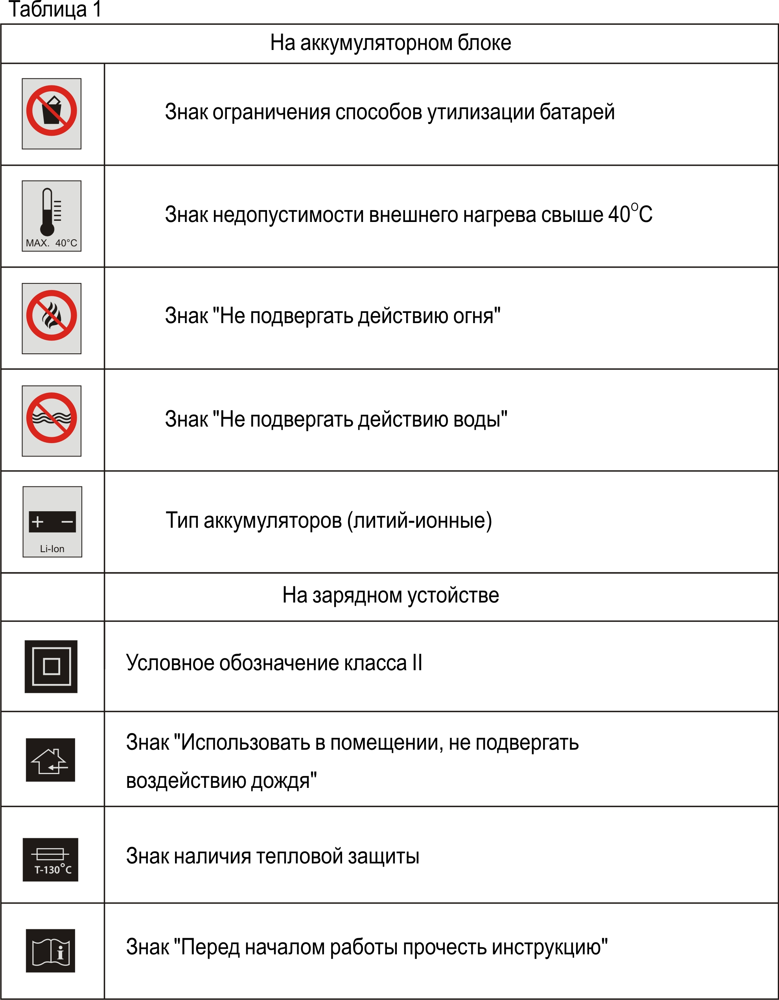 Таблица 1
На аккумуляторном блоке
Знак ограничения способов утилизации батарей
Знак недопустимости внешнего нагрева свыше 40°С
MAX. 40°C
Знак "Не подвергать действию огня"
Знак "Не подвергать действию воды"
Тип аккумуляторов (литий-ионные)
+ −
Li-Ion
На зарядном устойстве
Условное обозначение класса II
Знак "Использовать в помещении, не подвергать
воздействию дождя"
Знак наличия тепловой защиты
T-130°C
Знак "Перед началом работы прочесть инструкцию"
i